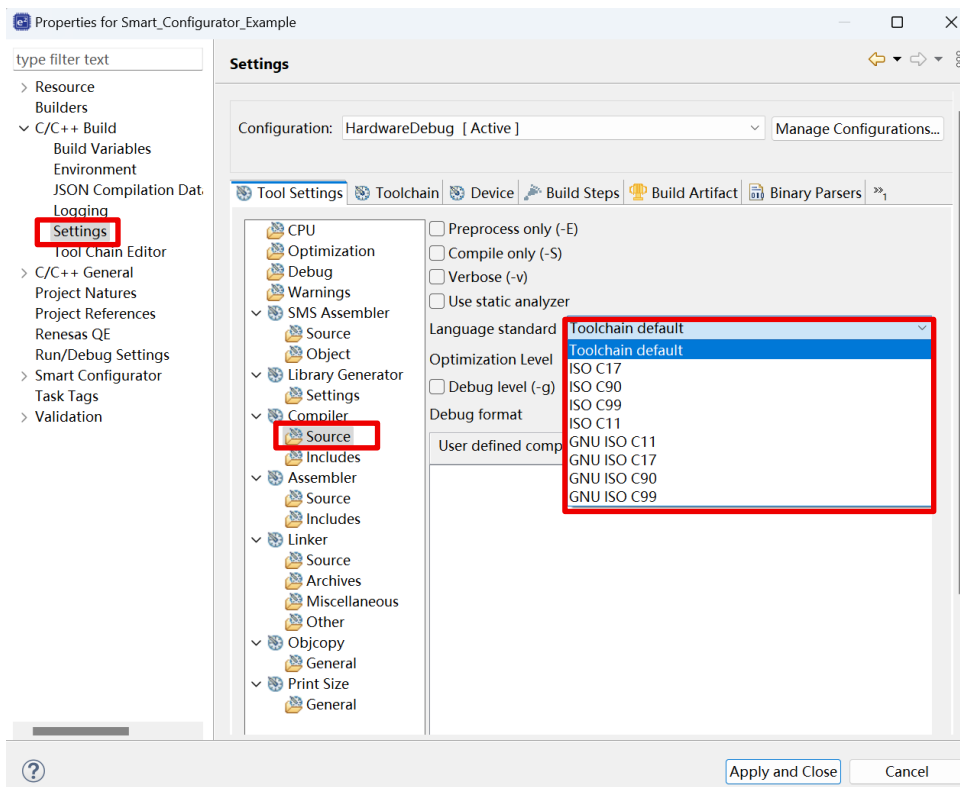 Properties for Smart_Configurator_Example
type filter text
Resource
Builders
C/C++ Build
Build Variables
Environment
JSON Compilation Dat
Logging
Settings
Tool Chain Editor
C/C++ General
Project Natures
Project References
Renesas QE
Run/Debug Settings
Smart Configurator
Task Tags
Validation
Settings
Configuration: HardwareDebug [ Active ]
Manage Configurations...
Tool Settings Toolchain Device Build Steps Build Artifact Binary Parsers »1
CPU
Optimization
Debug
Warnings
SMS Assembler
Source
Object
Library Generator
Settings
Compiler
Source
Includes
Assembler
Source
Includes
Linker
Source
Archives
Miscellaneous
Other
Objcopy
General
Print Size
General
Preprocess only (-E)
Compile only (-S)
Verbose (-v)
Use static analyzer
Language standard Toolchain default
Toolchain default
ISO C17
ISO C90
ISO C99
ISO C11
GNU ISO C11
GNU ISO C17
GNU ISO C90
GNU ISO C99
Optimization Level
Debug level (-g)
Debug format
User defined comp
?
Apply and Close
Cancel